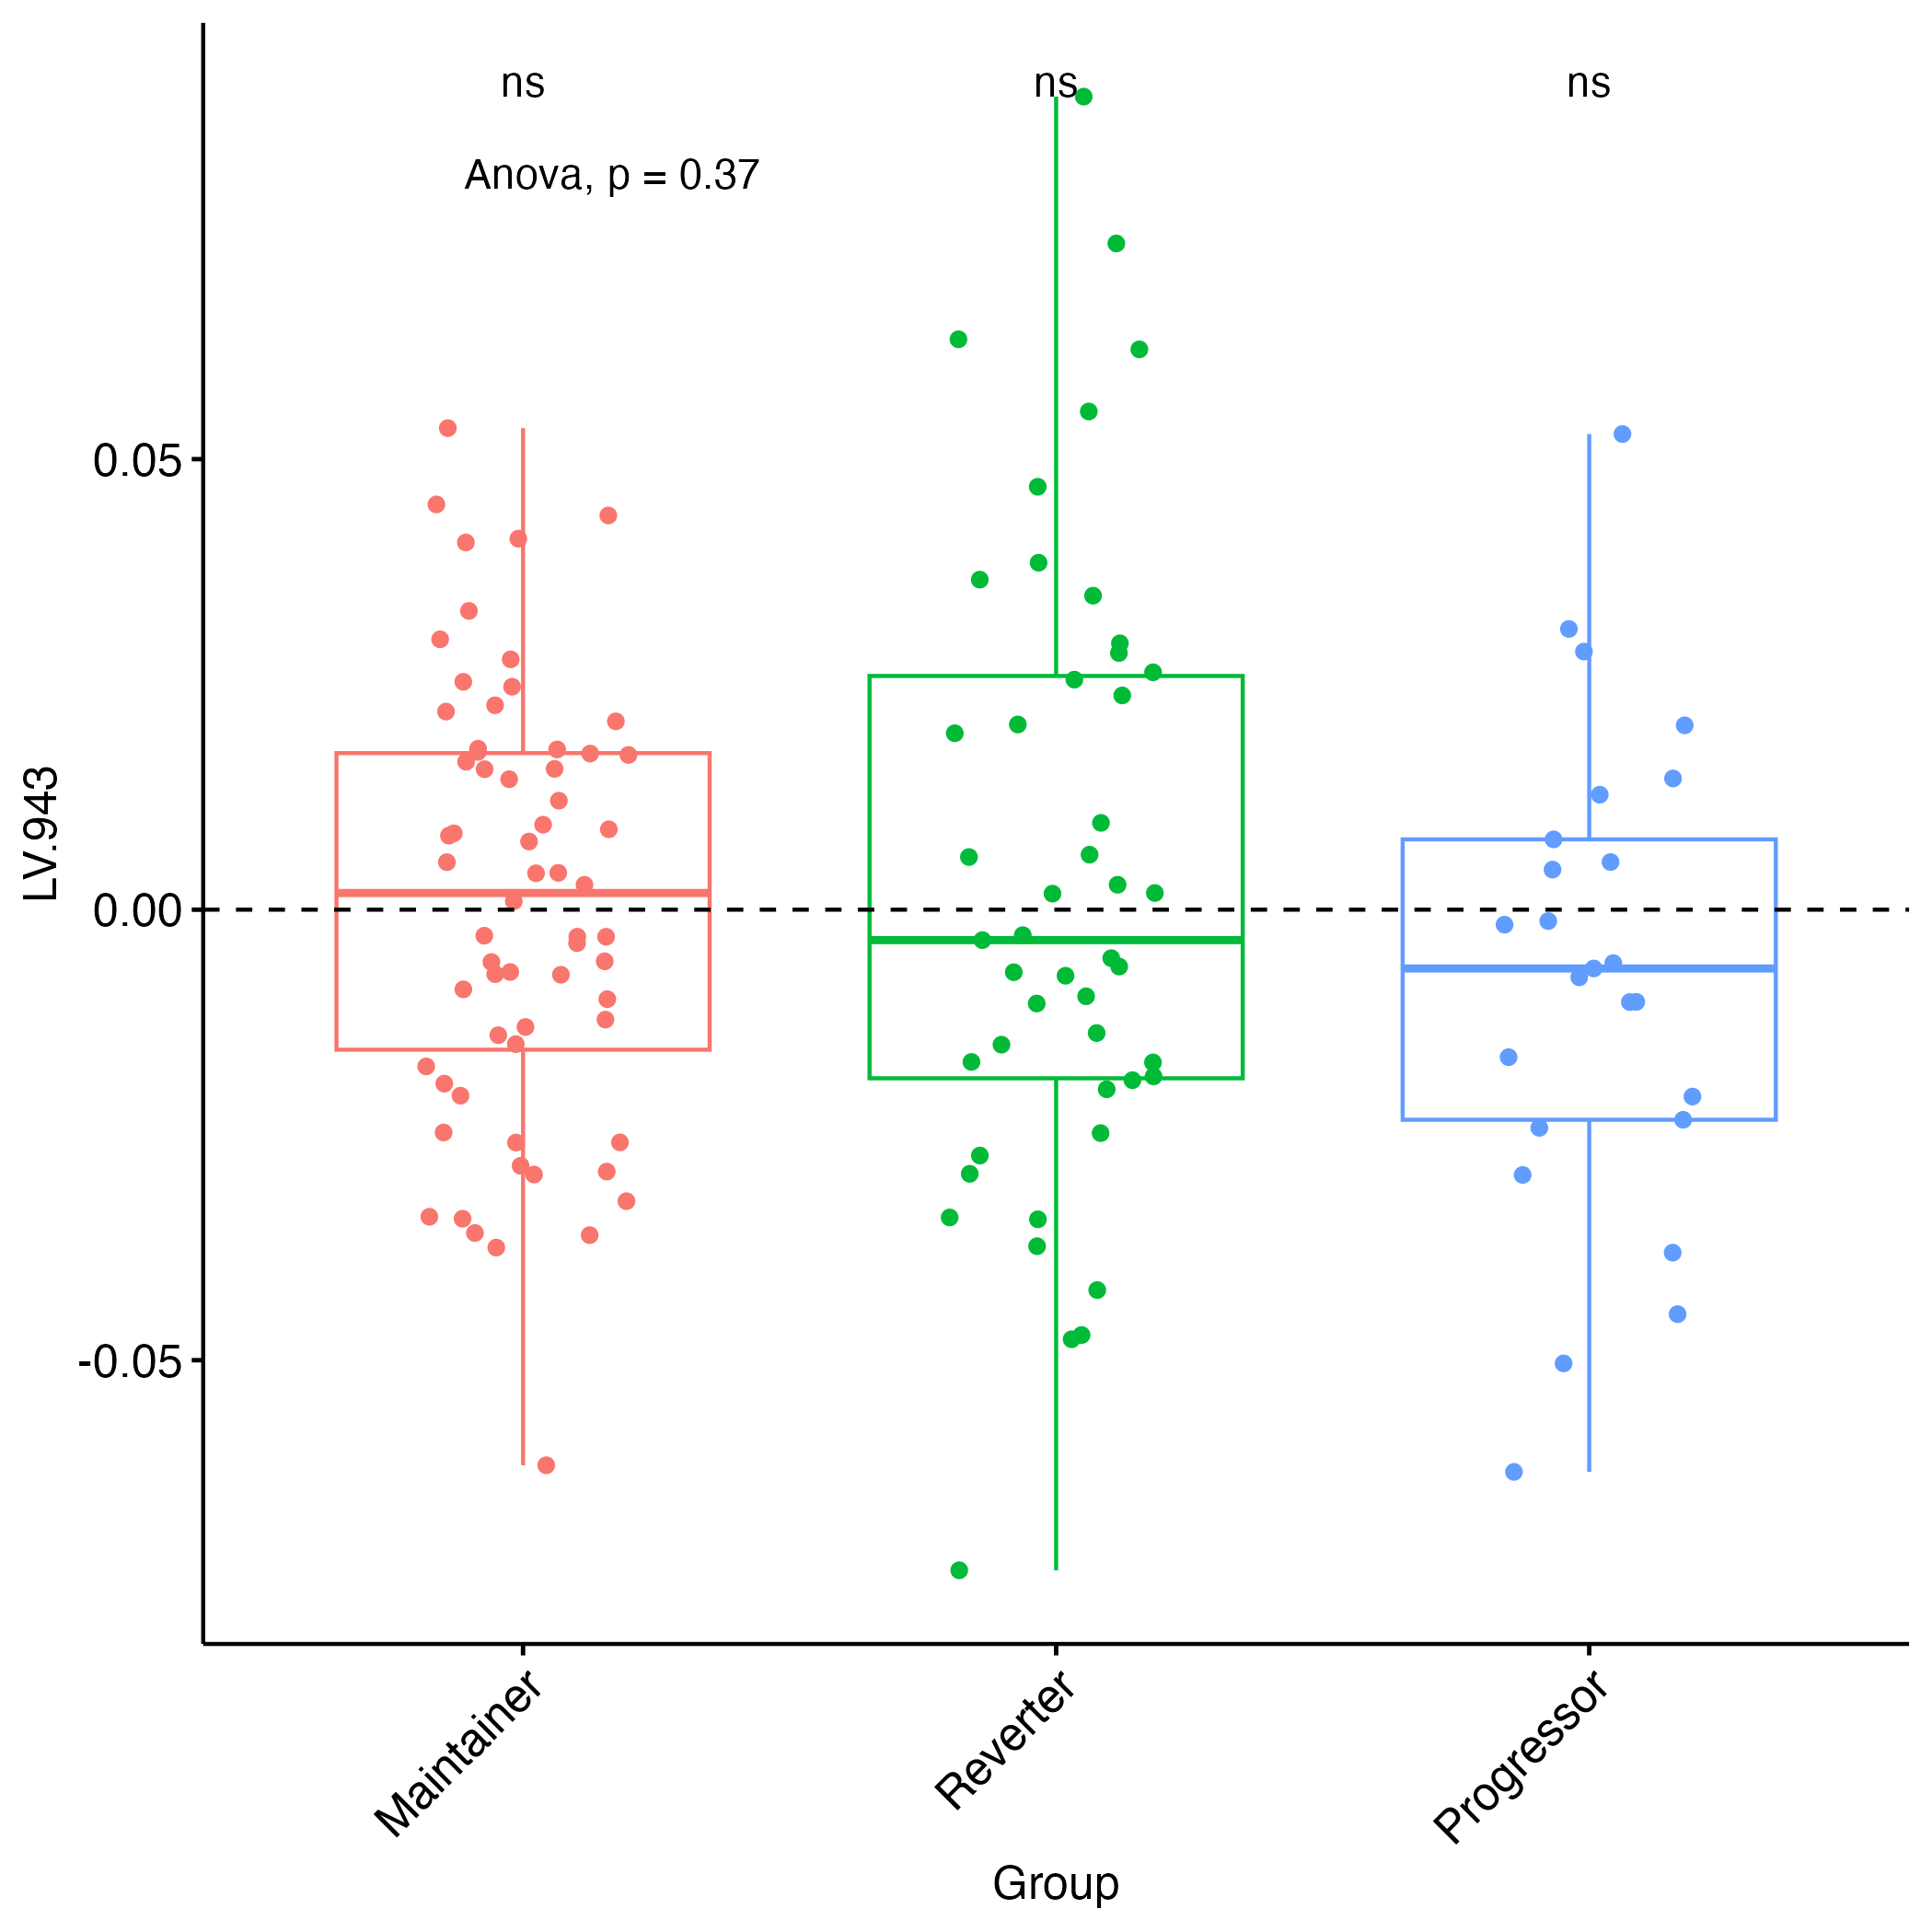 ns ns ns
Anova, p = 0.37
LV.943
0.05
0.00
-0.05
Maintainer Reverter Progressor
Group